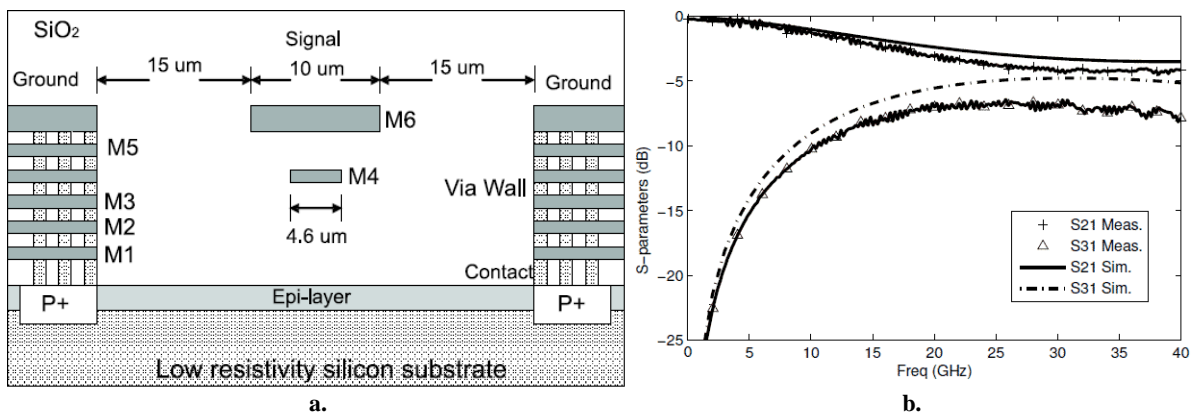 SiO2
Signal
Ground
15 um
10 um
15 um
Ground
M6
M5
M4
Via Wall
M3
M2
4.6 um
M1
Contact
P+
Epi-layer
P+
Low resistivity silicon substrate
a.
S-parameters (dB)
0
−5
−10
−15
−20
−25
S21 Meas.
S31 Meas.
S21 Sim.
S31 Sim.
0 5 10 15 20 25 30 35 40
Freq (GHz)
b.